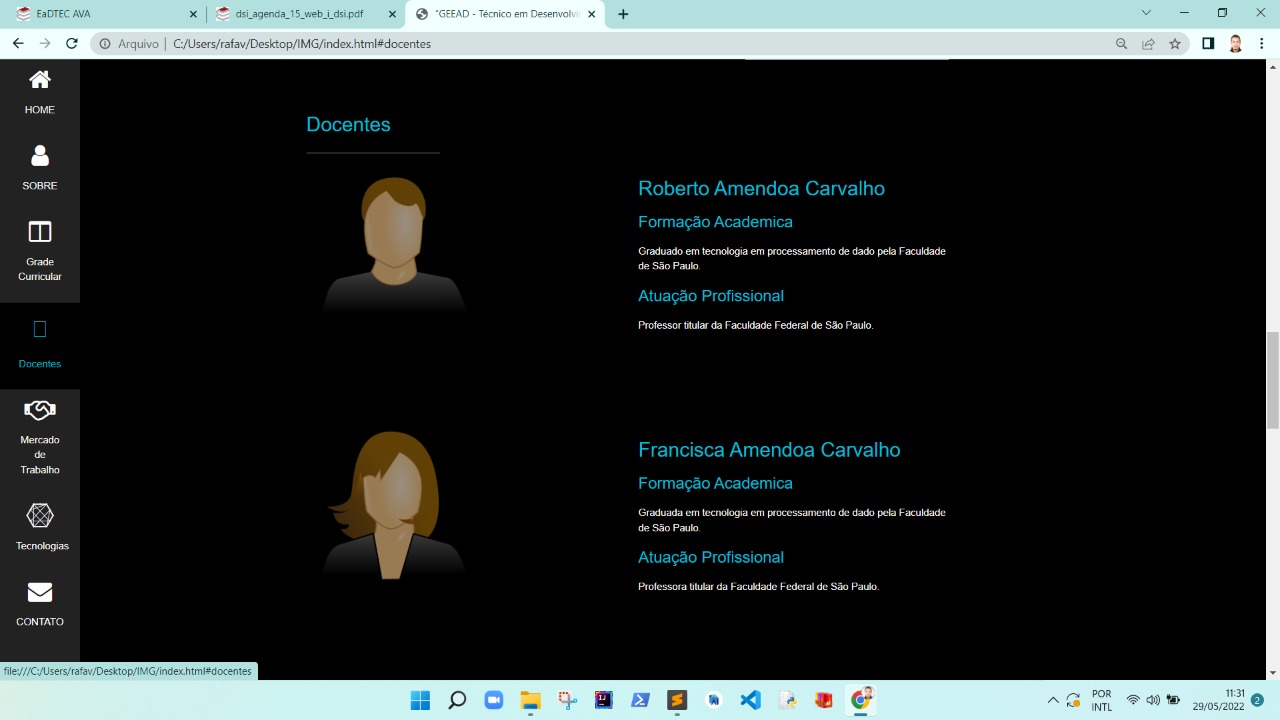 EaDTEC AVA
dsi_agenda_15_web_i_dsi.pdf
"GEEAD - Técnico em Desenvolvi
Arquivo | C:/Users/rafav/Desktop/IMG/index.html#docentes
HOME
SOBRE
Grade
Curricular
Docentes
Mercado
de
Trabalho
Tecnologias
CONTATO
Docentes
Roberto Amendoa Carvalho
Formação Academica
Graduado em tecnologia em processamento de dado pela Faculdade
de São Paulo.
Atuação Profissional
Professor titular da Faculdade Federal de São Paulo.
Francisca Amendoa Carvalho
Formação Academica
Graduada em tecnologia em processamento de dado pela Faculdade
de São Paulo.
Atuação Profissional
Professora titular da Faculdade Federal de São Paulo.
file:///C:/Users/rafav/Desktop/IMG/index.html#docentes
POR
INTL
11:31
29/05/2022
2